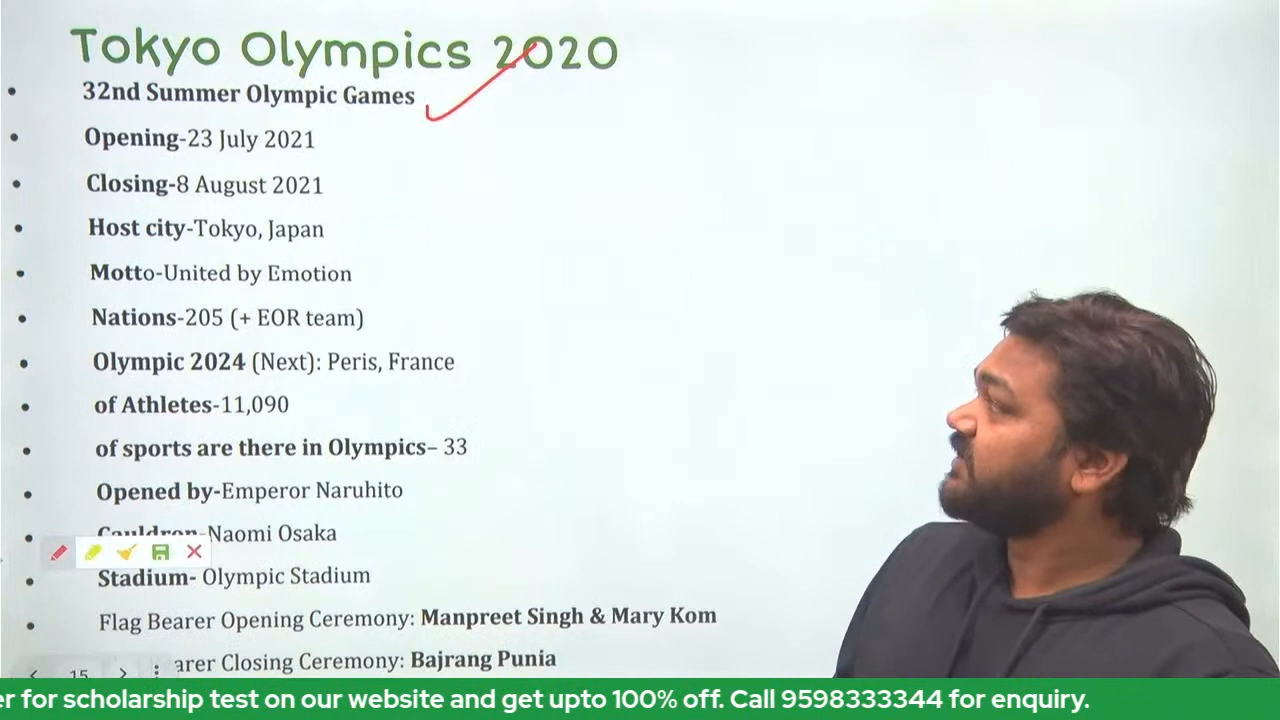 Tokyo Olympics 2020
32nd Summer Olympic Games
Opening-23 July 2021
Closing-8 August 2021
Host city-Tokyo, Japan
Motto-United by Emotion
Nations-205 (+ EOR team)
Olympic 2024 (Next): Peris, France
of Athletes-11,090
of sports are there in Olympics– 33
Opened by-Emperor Naruhito
Cauldron-Naomi Osaka
Stadium- Olympic Stadium
Flag Bearer Opening Ceremony: Manpreet Singh & Mary Kom
15
arer Closing Ceremony: Bajrang Punia
er for scholarship test on our website and get upto 100% off. Call 9598333344 for enquiry.